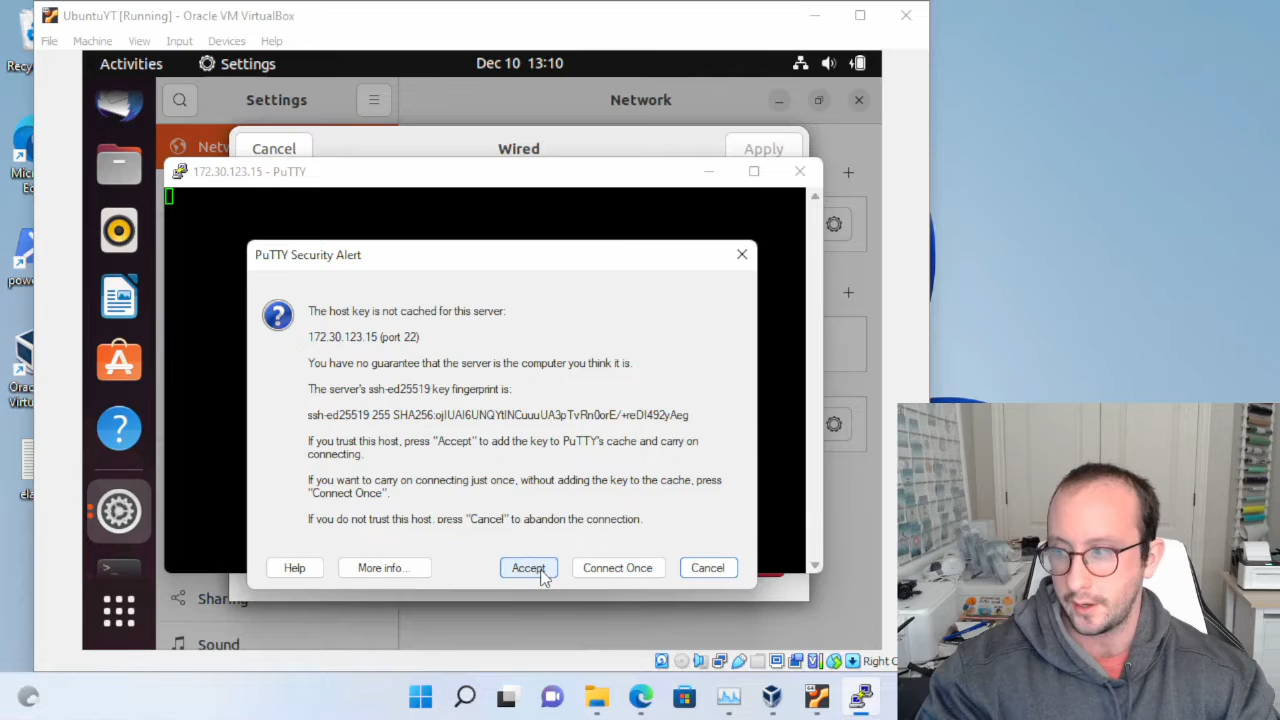 UbuntuYT [Running] - Oracle VM VirtualBox
File Machine View Input Devices Help
Activities Settings Dec 10 13:10
Settings Network
Cancel Wired Apply
172.30.123.15 - PuTTY
PuTTY Security Alert
The host key is not cached for this server:
172.30.123.15 (port 22)
You have no guarantee that the server is the computer you think it is.
The server's ssh-ed25519 key fingerprint is:
ssh-ed25519 255
If you trust this host, press "Accept" to add the key to PuTTY's cache and carry on
connecting.
If you want to carry on connecting just once, without adding the key to the cache, press
"Connect Once".
If you do not trust this host, press "Cancel" to abandon the connection.
Help More info... Accept Connect Once Cancel
Sound
Right C